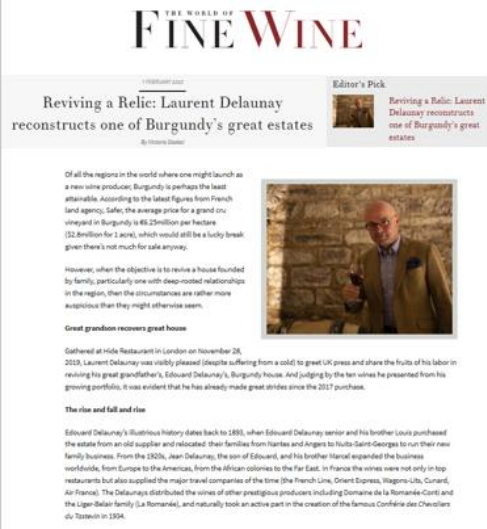 THE WORLD OF
FINE WINE
1 FEBRUARY
Reviving a Relic: Laurent Delaunay
reconstructs one of Burgundy's great estates
By Victoria
Editor's Pick
Reviving a Relic: Laurent
Delaunay reconstructs
one of Burgundy's great
estates
Of all the regions in the world where one might launch as
a new wine producer, Burgundy is perhaps the least
attainable. According to the latest figures from French
land agency, Safer, the average price for a grand cru
vineyard in Burgundy is €6.25million per hectare
($2.8million for 1 acre), which would still be a lucky break
given there's not much for sale anyway.
However, when the objective is to revive a house founded
by family, particularly one with deep-rooted relationships
in the region, then the circumstances are rather more
auspicious than they might otherwise seem.
Great grandson recovers great house
Gathered at Hide Restaurant in London on November 28,
2019, Laurent Delaunay was visibly pleased (despite suffering from a cold) to greet UK press and share the fruits of his labor in
reviving his great grandfather's, Edouard Delaunay's, Burgundy house. And judging by the ten wines he presented from his
growing portfolio, it was evident that he has already made great strides since the 2017 purchase.
The rise and fall and rise
Edouard Delaunay's illustrious history dates back to 1893, when Edouard Delaunay senior and his brother Louis purchased
the estate from an old supplier and relocated their families from Nantes and Angers to Nuits-Saint-Georges to run their new
family business. From the 1920s, Jean Delaunay, the son of Edouard, and his brother Marcel expanded the business
worldwide, from Europe to the Americas, from the African colonies to the Far East. In France the wines were not only in top
restaurants but also supplied the major travel companies of the time (the French Line, Orient Express, Wagons-Lits, Cunard,
Air France). The Delaunays distributed the wines of other prestigious producers including Domaine de la Romanée-Conti and
the Liger-Belair family (La Romanée), and naturally took an active part in the creation of the famous Confrérie des Chevaliers
du Tastevin in 1934.